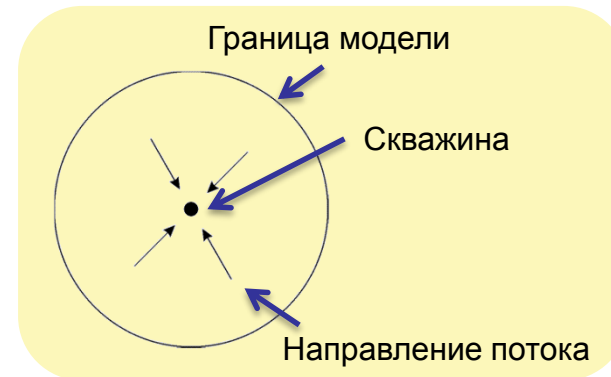 Граница модели
Скважина
Направление потока